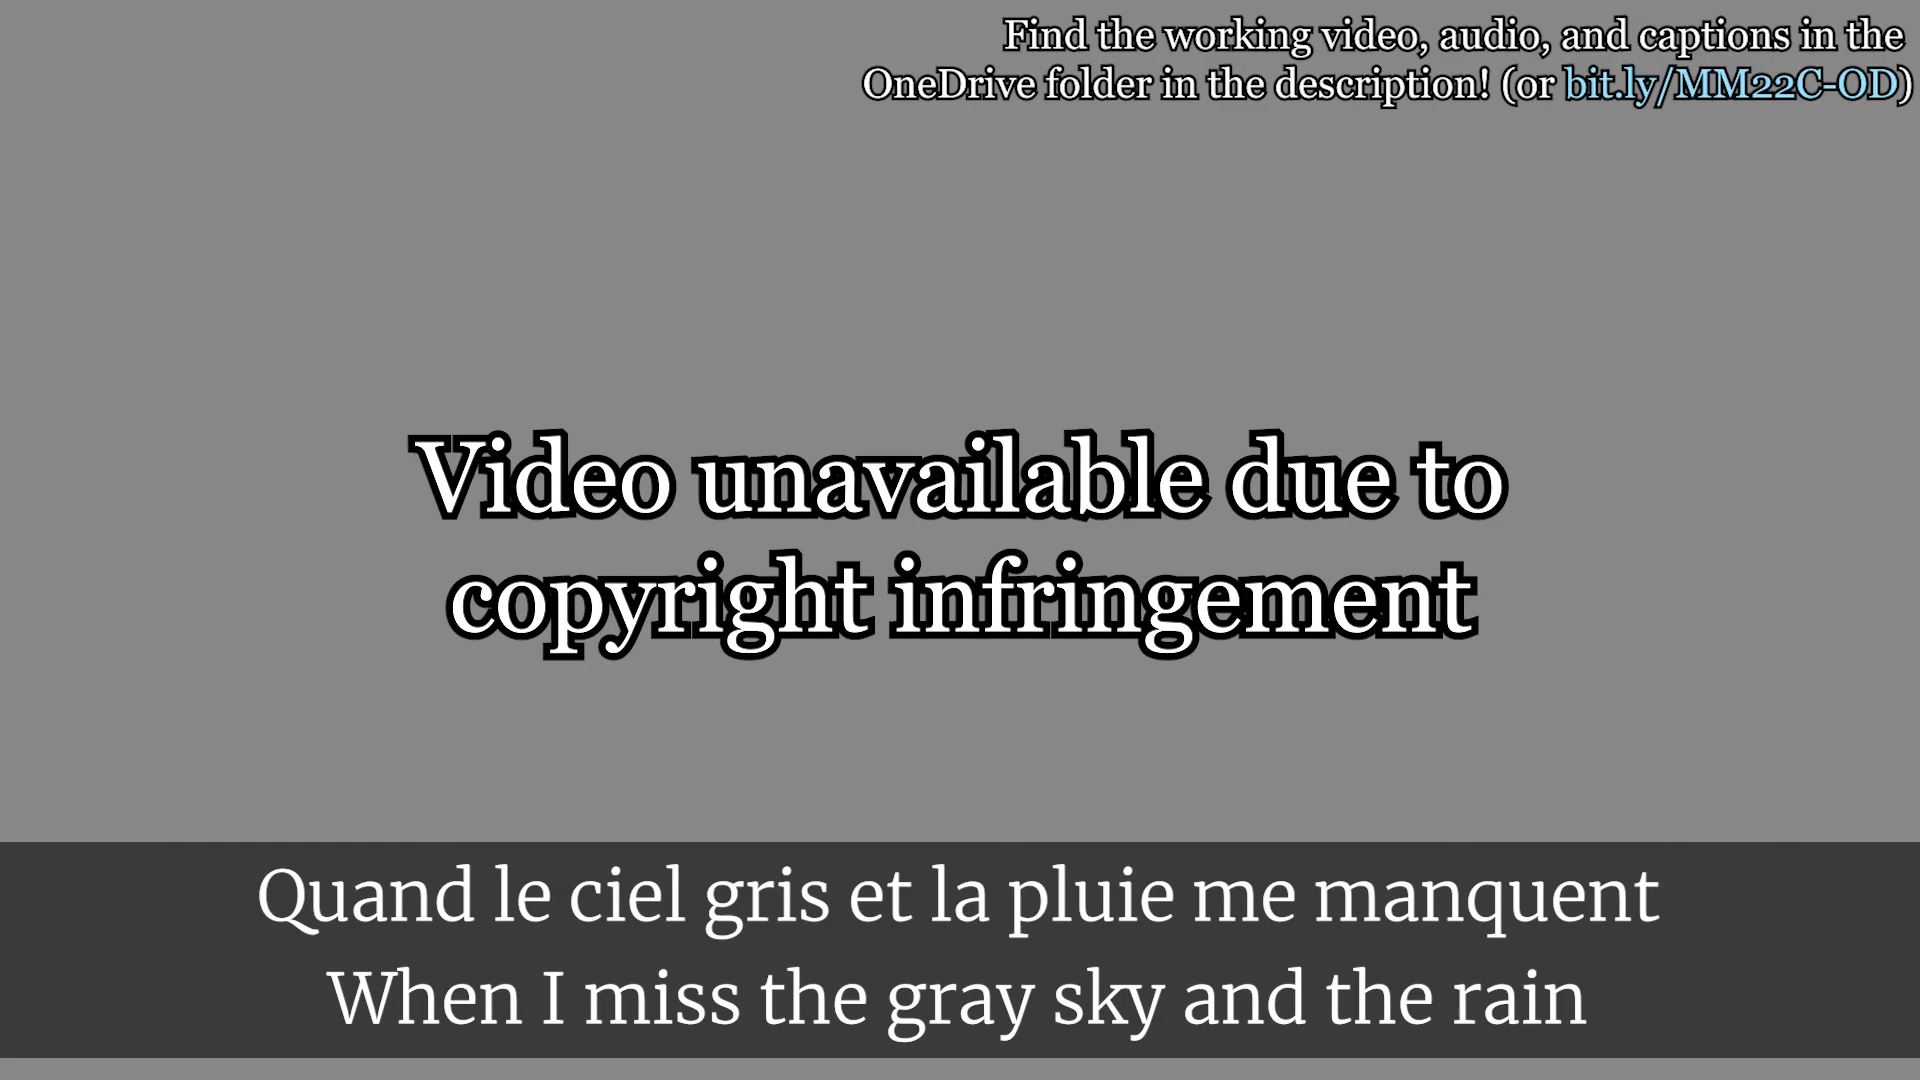 Find the working video, audio, and captions in the
OneDrive folder in the description! (or bit.ly/MM22C-OD)
Video unavailable due to
copyright infringement
Quand le ciel gris et la pluie me manquent
When I miss the gray sky and the rain